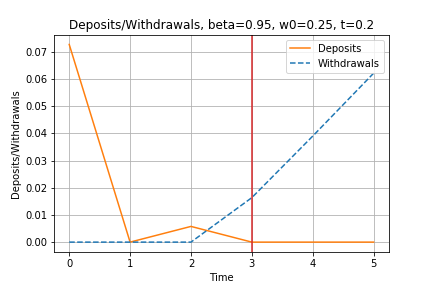 Deposits/Withdrawals, beta=0.95, w0=0.25, t=0.2
Deposits
Withdrawals
Deposits/Withdrawals
0.07
0.06
0.05
0.04
0.03
0.02
0.01
0.00
0 1 2 3 4 5
Time